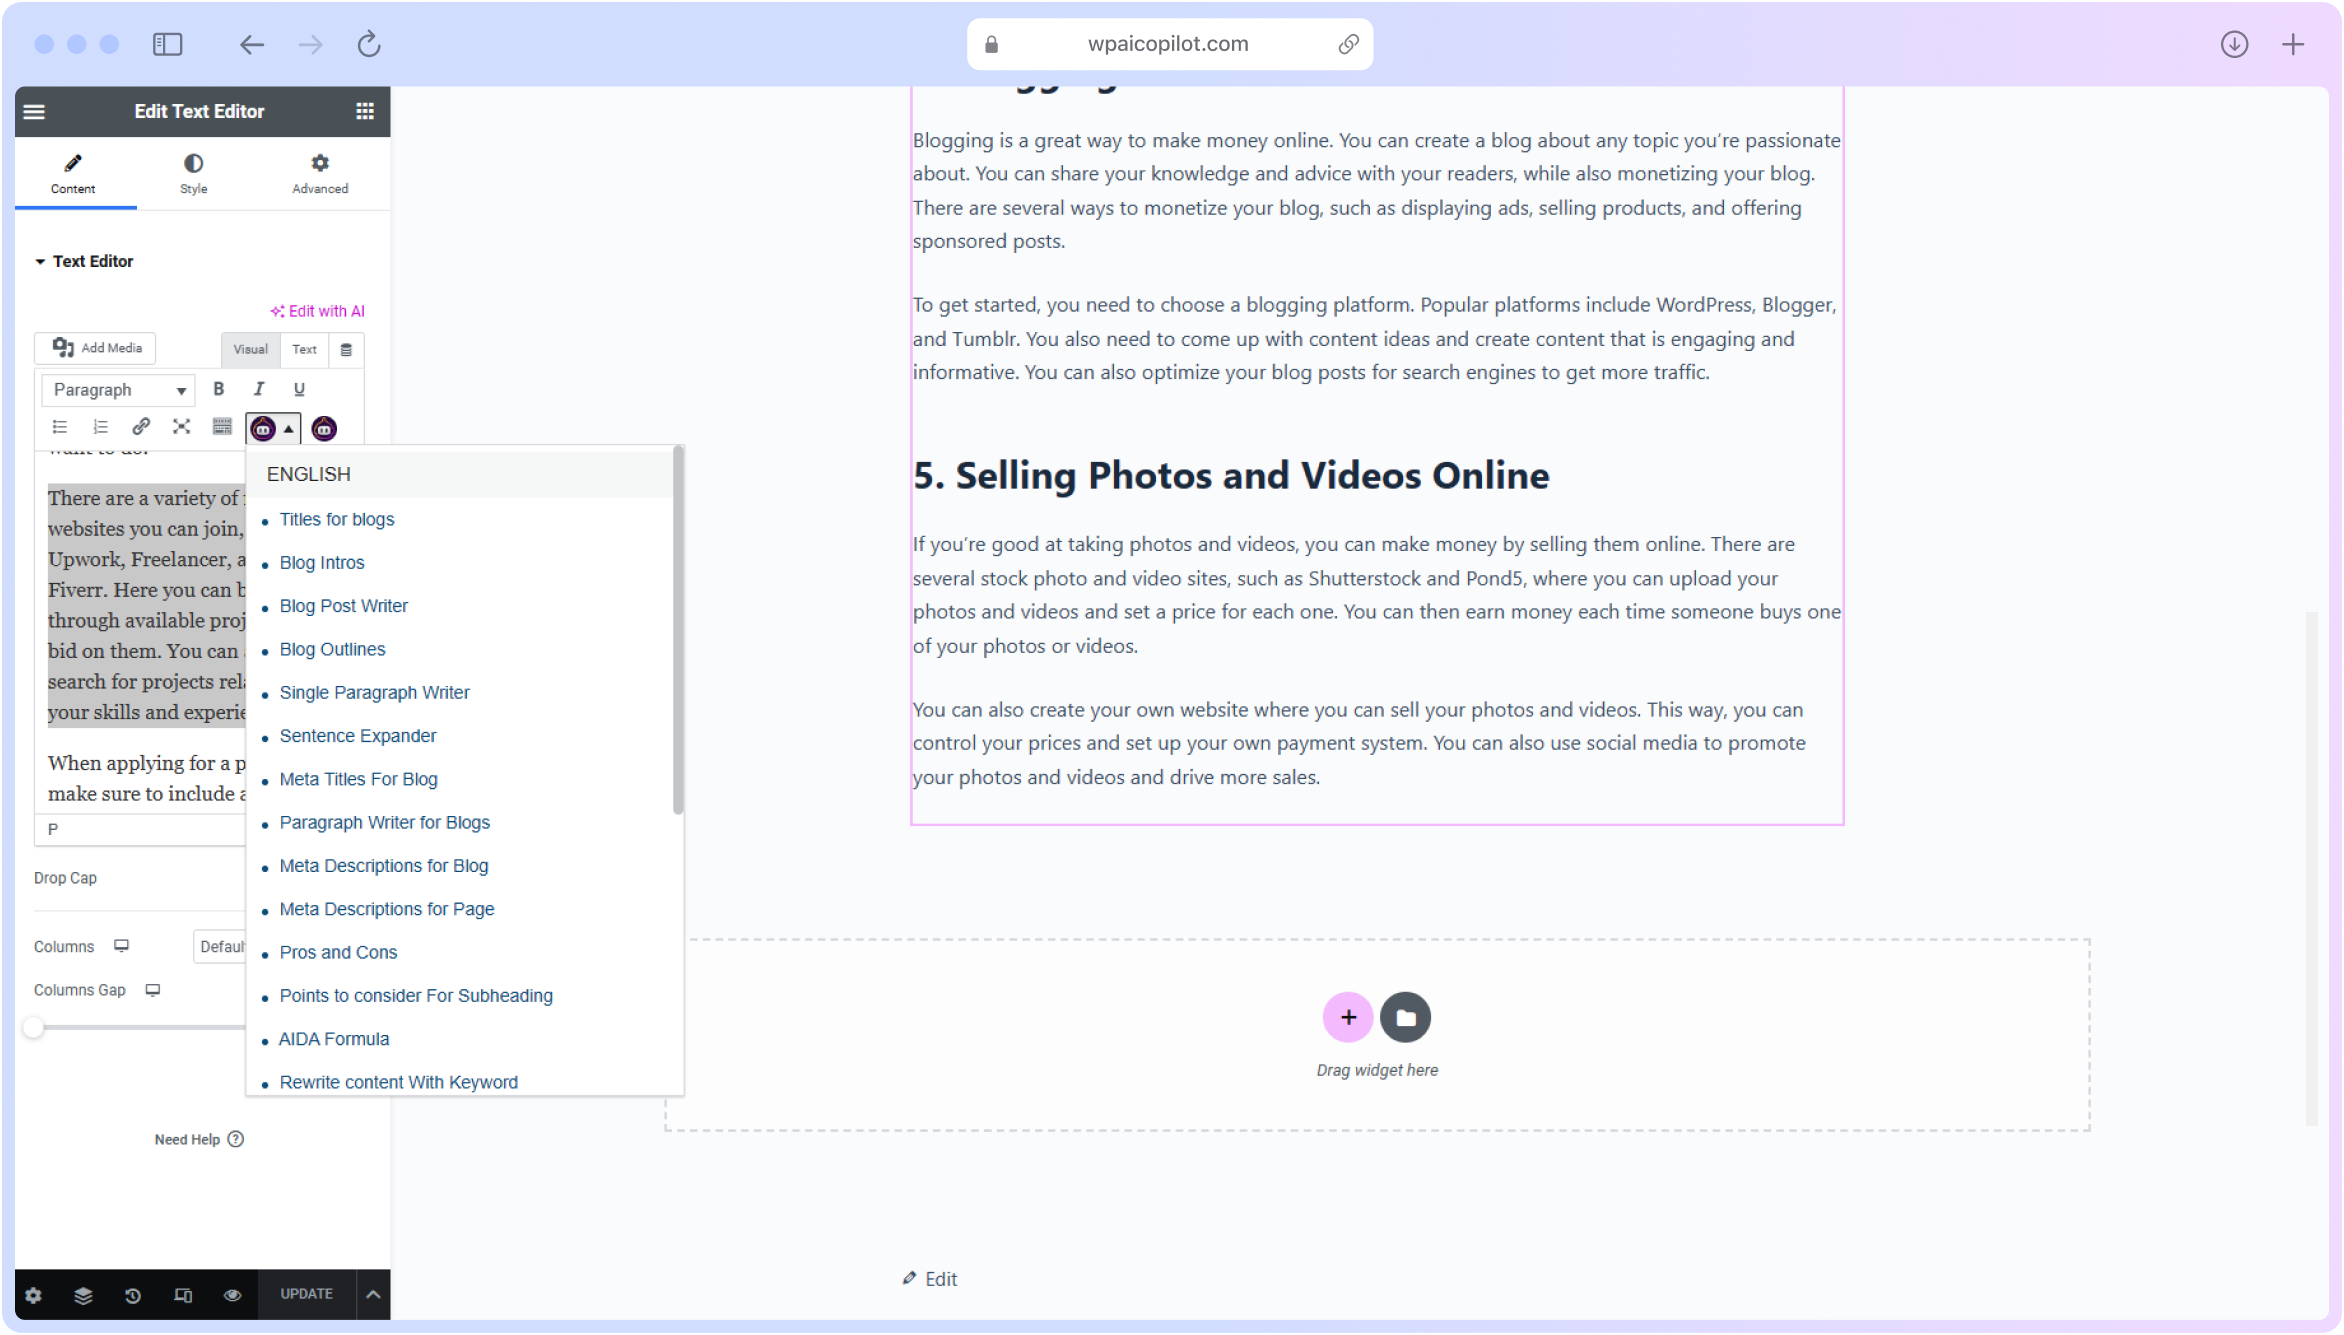 wpaicopilot.com
Edit Text Editor
Content
Style
Advanced
Text Editor
Edit with AI
Add Media
Visual
Text
Paragraph
B
I
U
There are a variety of
websites you can join,
Upwork, Freelancer, a
Fiverr. Here you can b
through available proj
bid on them. You can
search for projects rela
your skills and experie
When applying for a p
make sure to include a
P
Drop Cap
Columns
Defaul
Columns Gap
Need Help
UPDATE
ENGLISH
Titles for blogs
Blog Intros
Blog Post Writer
Blog Outlines
Single Paragraph Writer
Sentence Expander
Meta Titles For Blog
Paragraph Writer for Blogs
Meta Descriptions for Blog
Meta Descriptions for Page
Pros and Cons
Points to consider For Subheading
AIDA Formula
Rewrite content With Keyword
Blogging is a great way to make money online. You can create a blog about any topic you're passionate
about. You can share your knowledge and advice with your readers, while also monetizing your blog.
There are several ways to monetize your blog, such as displaying ads, selling products, and offering
sponsored posts.
To get started, you need to choose a blogging platform. Popular platforms include WordPress, Blogger,
and Tumblr. You also need to come up with content ideas and create content that is engaging and
informative. You can also optimize your blog posts for search engines to get more traffic.
5. Selling Photos and Videos Online
If you're good at taking photos and videos, you can make money by selling them online. There are
several stock photo and video sites, such as Shutterstock and Pond5, where you can upload your
photos and videos and set a price for each one. You can then earn money each time someone buys one
of your photos or videos.
You can also create your own website where you can sell your photos and videos. This way, you can
control your prices and set up your own payment system. You can also use social media to promote
your photos and videos and drive more sales.
Drag widget here
Edit